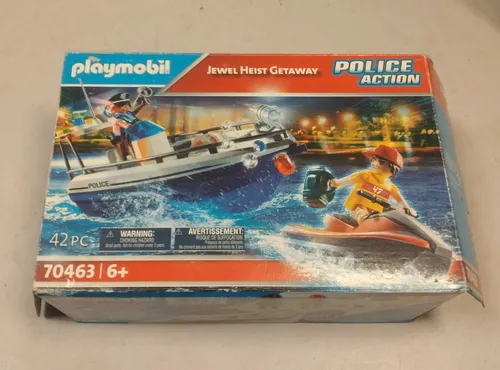 playmobil
JEWEL HEIST GETAWAY
POLICE
ACTION
POLICE
47
42 PC
WARNING:
CHOKING HAZARD
AVERTISSEMENT:
RISQUE DE SUFFOCATION
70463 6+